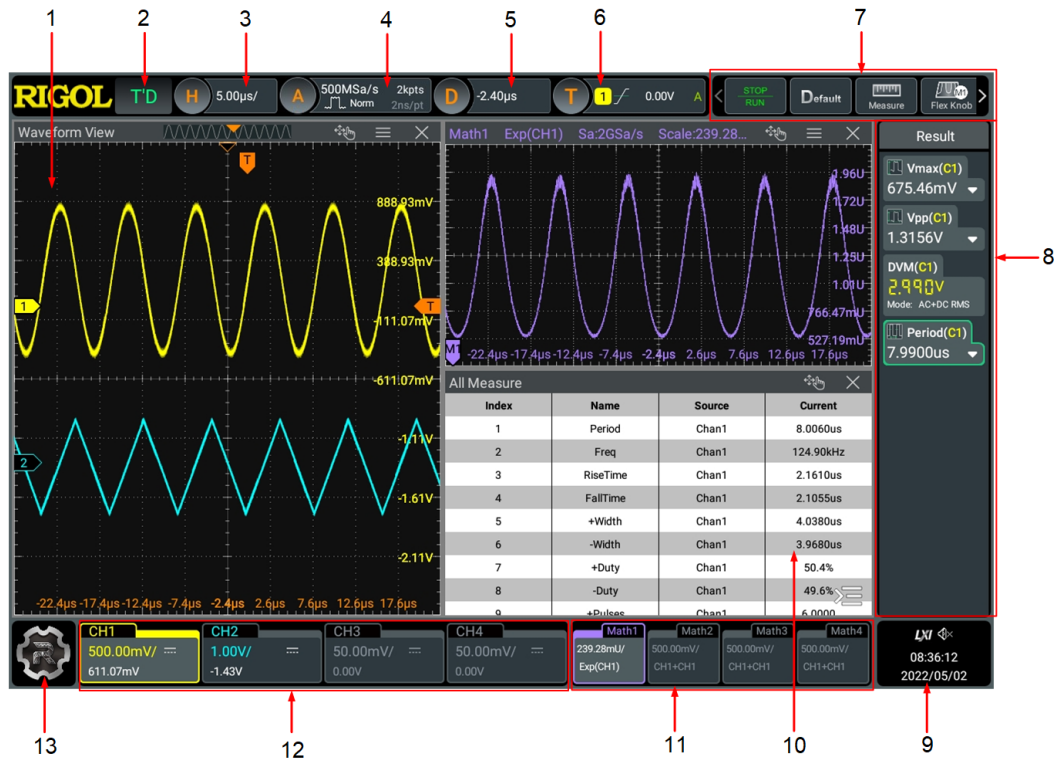 1 2 3 4 5 6 7
RIGOL T'D H 5.00µs/ A 500MSa/s 2kpts Norm 2ns/pt D -2.40µs T 1 0.00V A STOP RUN Default Measure M1 Flex Knob
Waveform View
T
888.93mV
388.93mV
1
T
-111.07mV
-611.07mV
-1.11V
2
-1.61V
-2.11V
-22.4µs -17.4µs -12.4µs -7.4µs -2.4µs 2.6µs 7.6µs 12.6µs 17.6µs
Math1 Exp(CH1) Sa:2GSa/s Scale:239.28...
1.96U
1.72U
1.48U
1.25U
1.01U
766.47mU
527.19mU
M1
-22.4µs -17.4µs -12.4µs -7.4µs -2.4µs 2.6µs 7.6µs 12.6µs 17.6µs
All Measure
Index Name Source Current
1 Period Chan1 8.0060us
2 Freq Chan1 124.90kHz
3 RiseTime Chan1 2.1610us
4 FallTime Chan1 2.1055us
5 +Width Chan1 4.0380us
6 -Width Chan1 3.9680us
7 +Duty Chan1 50.4%
8 -Duty Chan1 49.6%
9 +Pulses Chan1 6.0000
Result
Vmax(C1)
675.46mV
Vpp(C1)
1.3156V
DVM(C1)
2.990V
Mode: AC+DC RMS
Period(C1)
7.9900us
8
R
CH1
500.00mV/
611.07mV
CH2
1.00V/
-1.43V
CH3
50.00mV/
0.00V
CH4
50.00mV/
0.00V
Math1
239.28mU/
Exp(CH1)
Math2
500.00mV/
CH1+CH1
Math3
500.00mV/
CH1+CH1
Math4
500.00mV/
CH1+CH1
LXI
08:36:12
2022/05/02
13 12 11 10 9